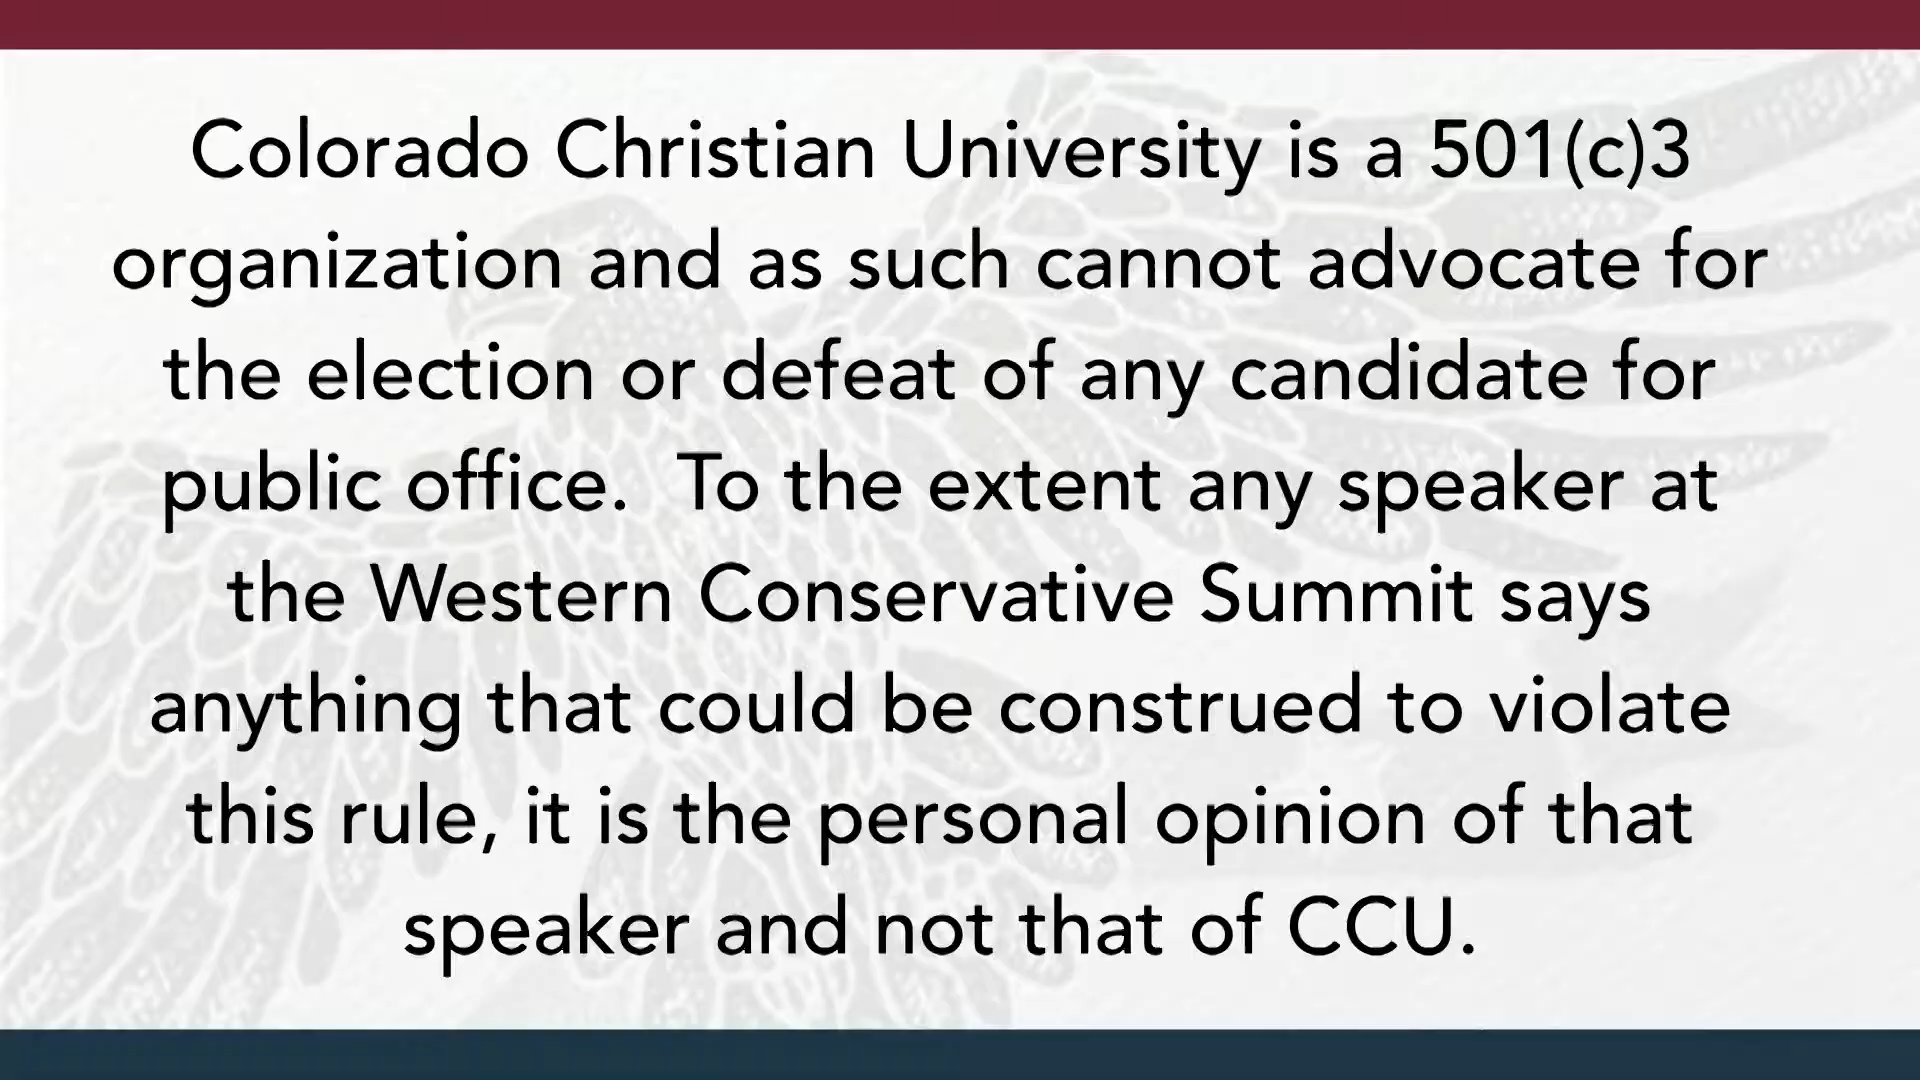 Colorado Christian University is a 501(c)3
organization and as such cannot advocate for
the election or defeat of any candidate for
public office.  To the extent any speaker at
the Western Conservative Summit says
anything that could be construed to violate
this rule, it is the personal opinion of that
speaker and not that of CCU.